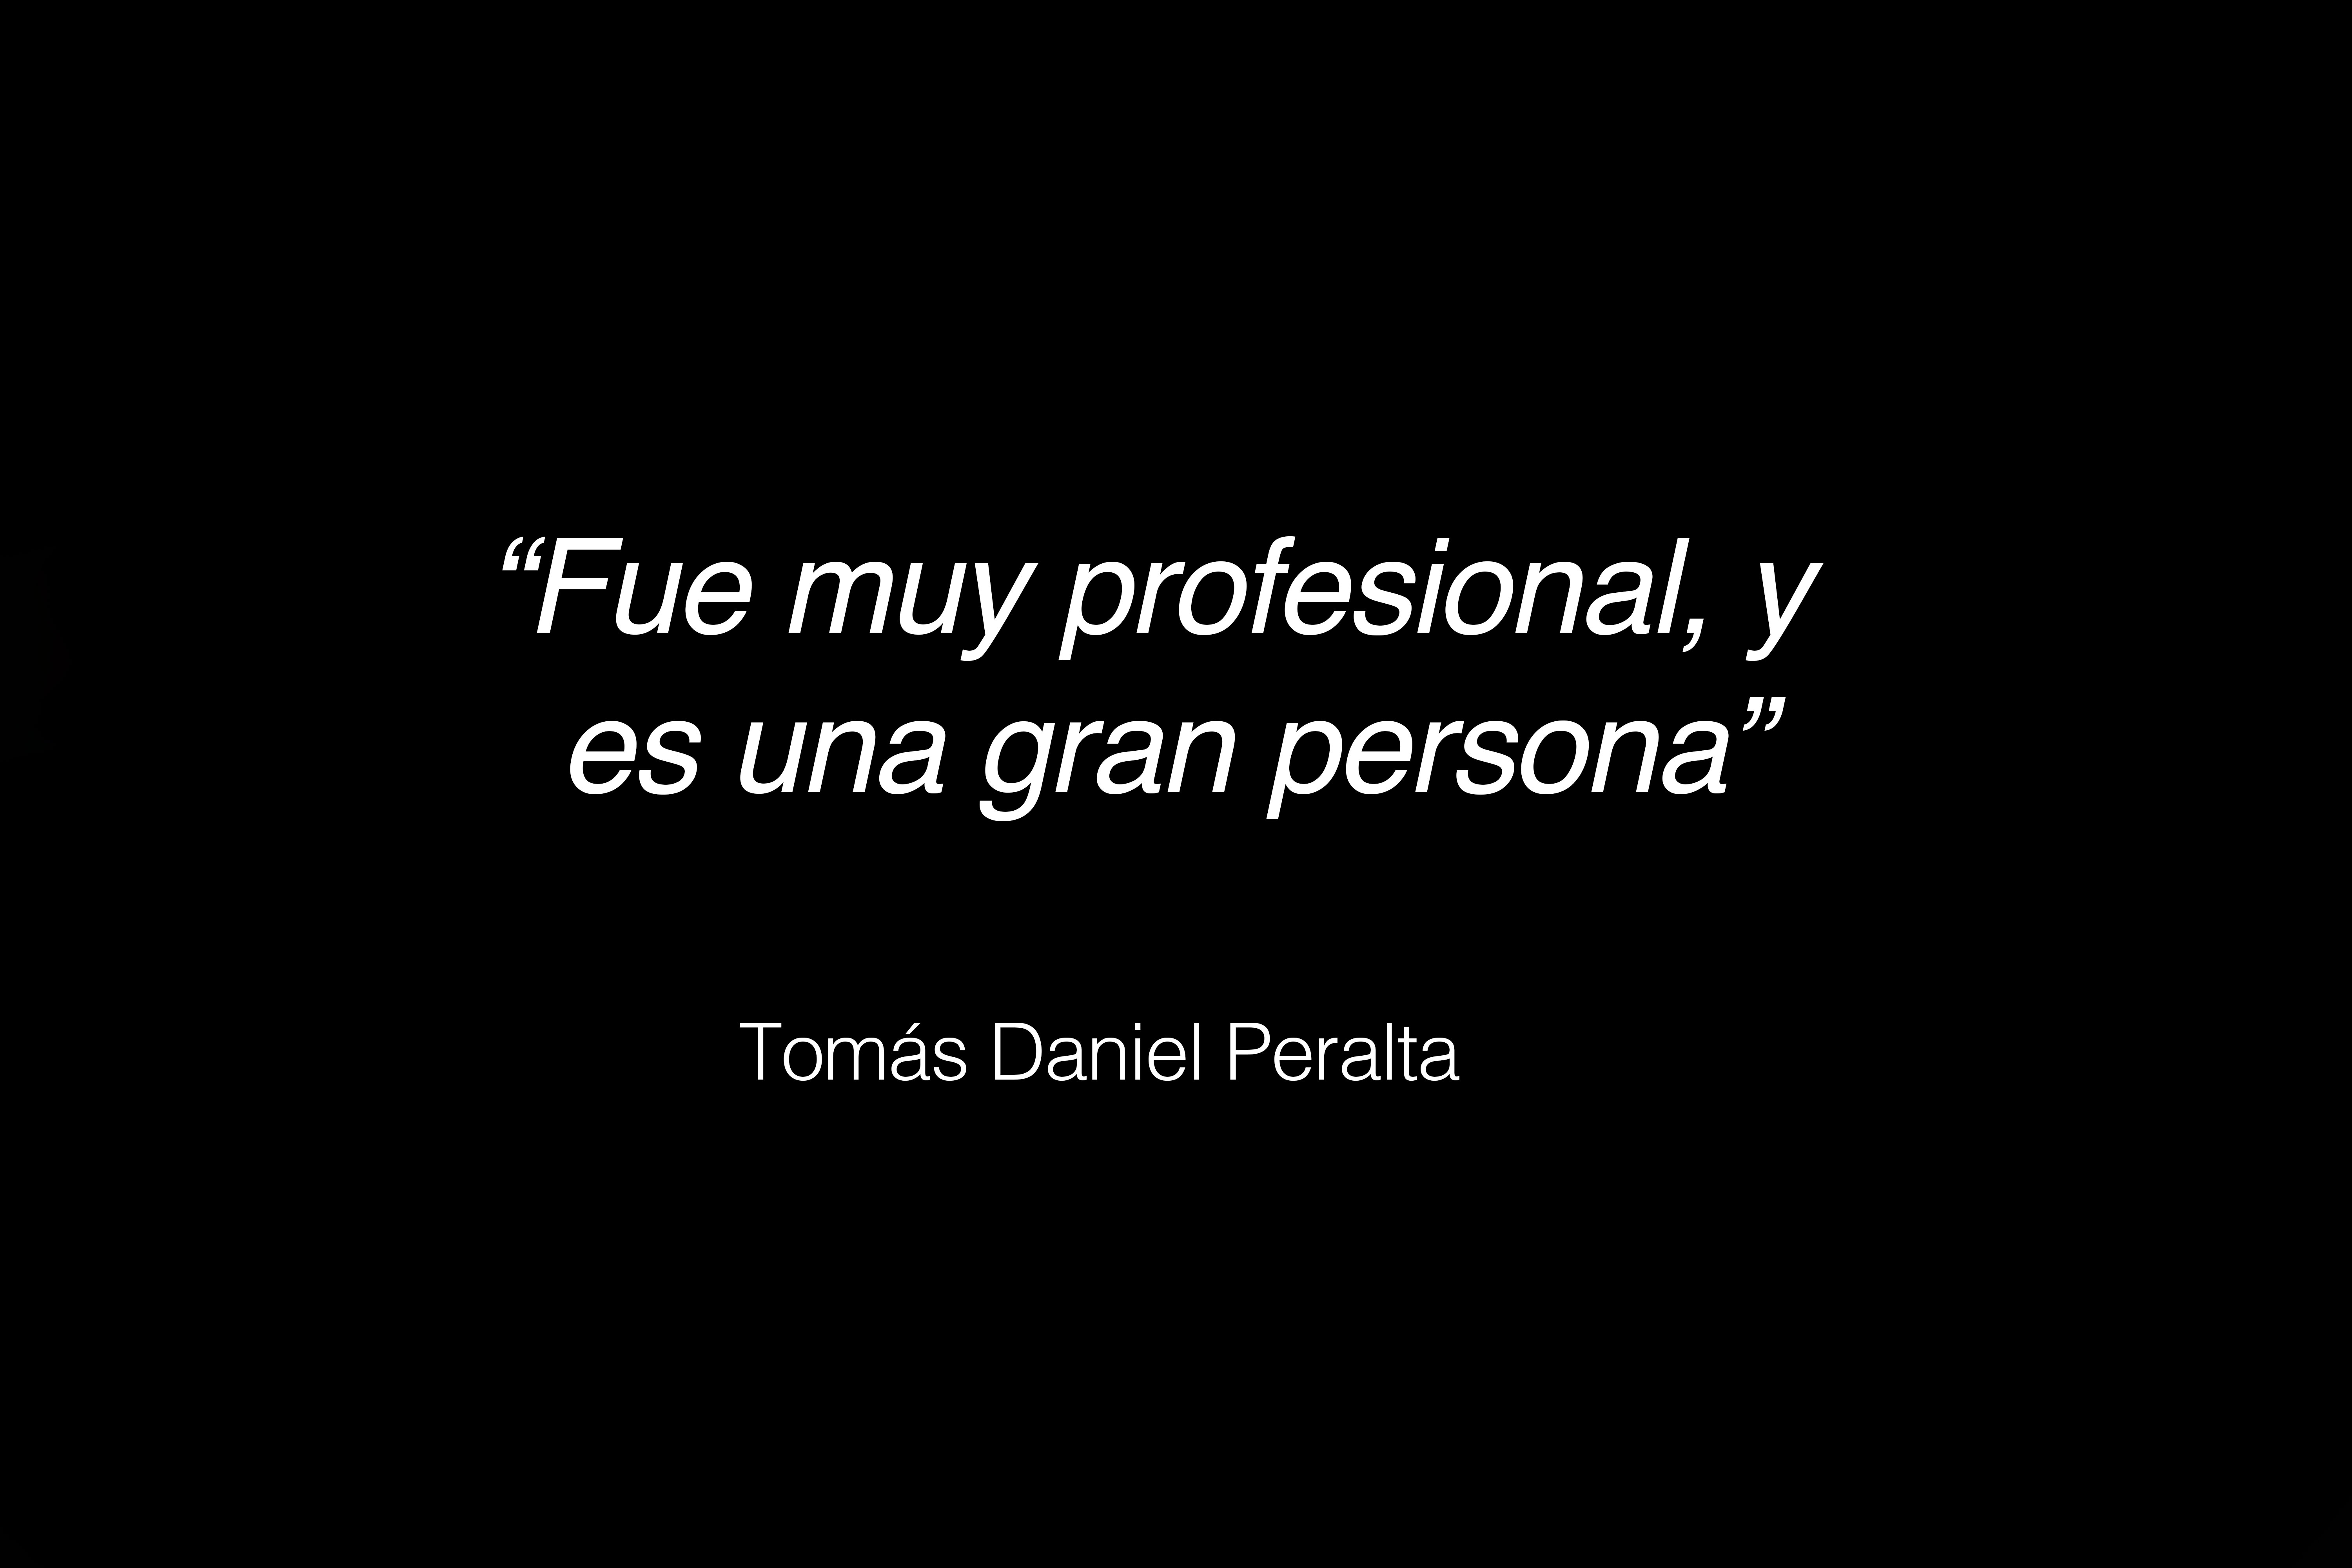 “Fue muy profesional, y
es una gran persona”
Tomás Daniel Peralta